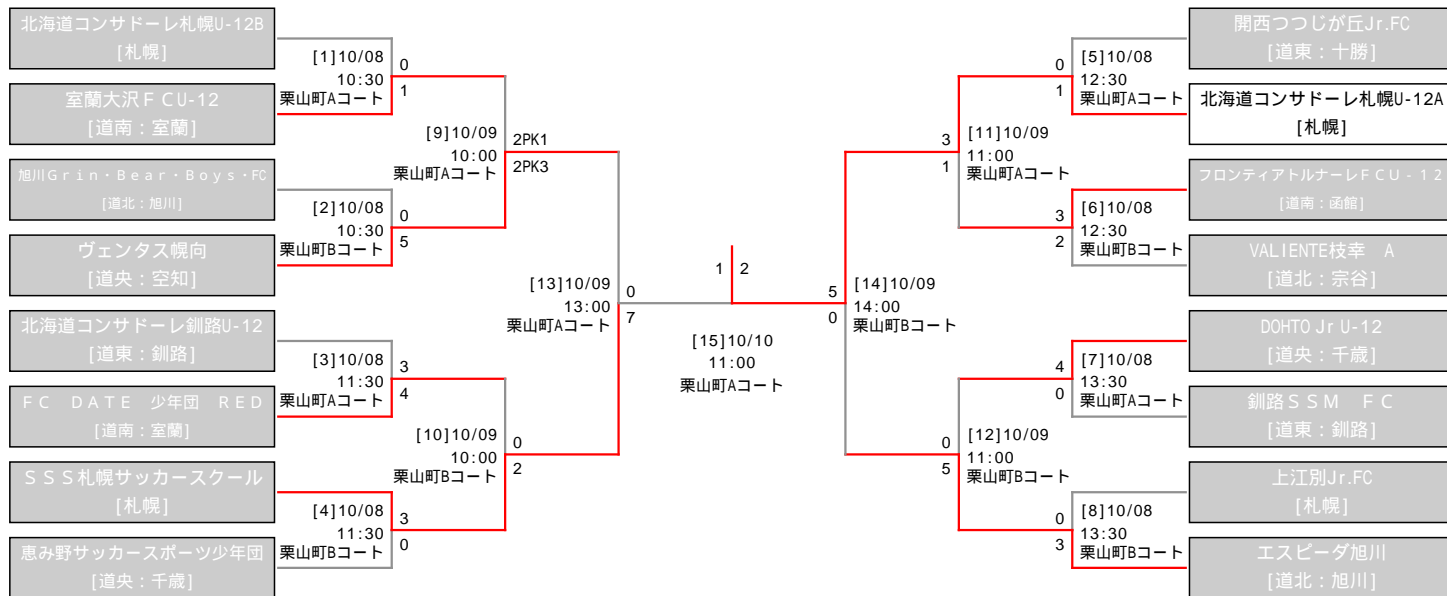 北海道コンサドーレ札幌U-12B
[札幌]
室蘭大沢ＦＣU-12
[道南：室蘭]
旭川Ｇｒｉｎ・Ｂｅａｒ・Ｂｏｙｓ・FC
[道北：旭川]
ヴェンタス幌向
[道央：空知]
北海道コンサドーレ釧路U-12
[道東：釧路]
ＦＣ　ＤＡＴＥ　少年団　ＲＥＤ
[道南：室蘭]
ＳＳＳ札幌サッカースクール
[札幌]
恵み野サッカースポーツ少年団
[道央：千歳]
[1]10/08
10:30
栗山町Aコート
0
1
[2]10/08
10:30
栗山町Bコート
0
5
[3]10/08
11:30
栗山町Aコート
3
4
[4]10/08
11:30
栗山町Bコート
3
0
[9]10/09
10:00
栗山町Aコート
2PK1
2PK3
[10]10/09
10:00
栗山町Bコート
0
2
[13]10/09
13:00
栗山町Aコート
0
7
1 2
[15]10/10
11:00
栗山町Aコート
5
0
[14]10/09
14:00
栗山町Bコート
3
1
[11]10/09
11:00
栗山町Aコート
0
5
[12]10/09
11:00
栗山町Bコート
0
1
[5]10/08
12:30
栗山町Aコート
3
2
[6]10/08
12:30
栗山町Bコート
4
0
[7]10/08
13:30
栗山町Aコート
0
3
[8]10/08
13:30
栗山町Bコート
開西つつじが丘Jr.FC
[道東：十勝]
北海道コンサドーレ札幌U-12A
[札幌]
フロンティアトルナーレＦＣＵ-１２
[道南：函館]
VALIENTE枝幸　A
[道北：宗谷]
DOHTO Jr U-12
[道央：千歳]
釧路ＳＳＭ　ＦＣ
[道東：釧路]
上江別Jr.FC
[札幌]
エスピーダ旭川
[道北：旭川]